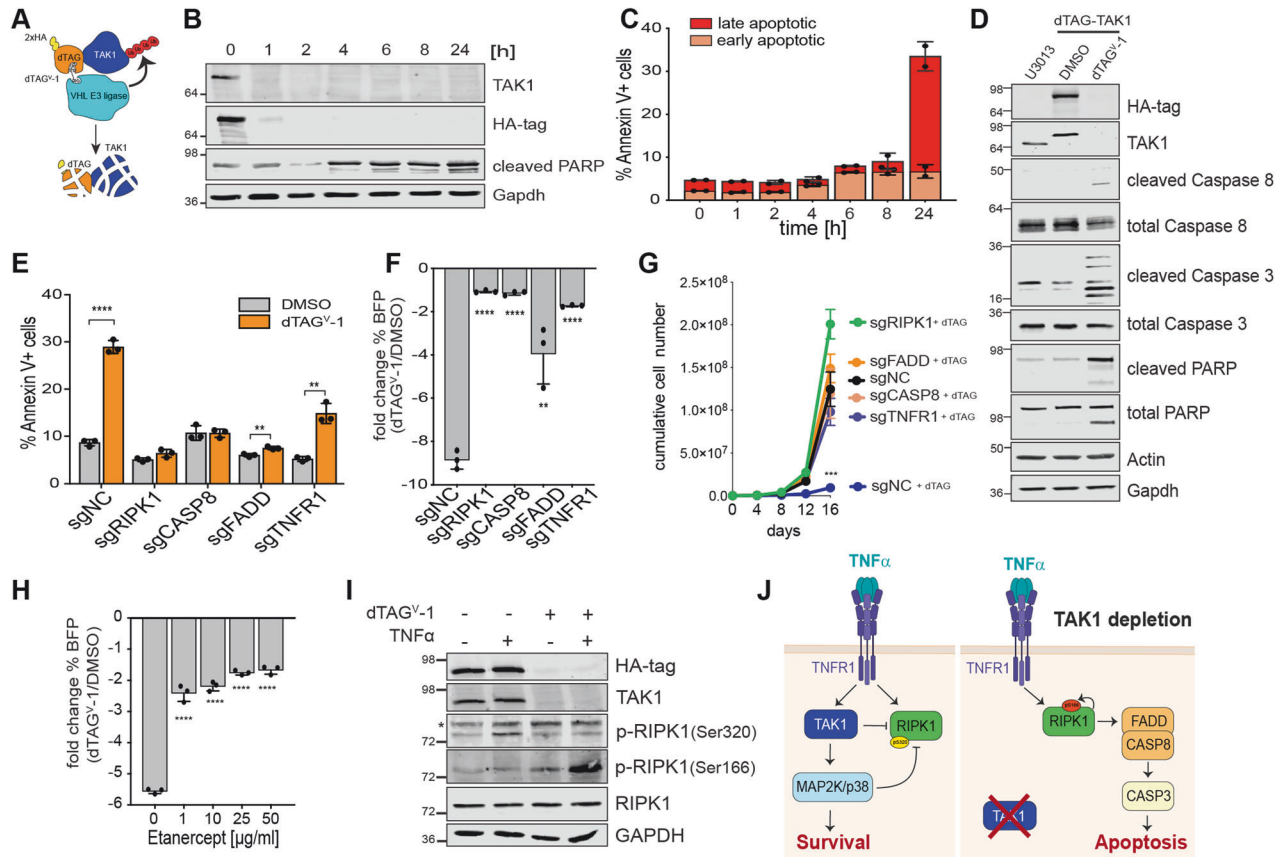 A
2xHA
dTAG
TAK1
Ub Ub Ub Ub
dTAGV-1
VHL E3 ligase
dTAG
TAK1
B
0 1 2 4 6 8 24 [h]
64
TAK1
64
HA-tag
98
cleaved PARP
36
Gapdh
C
% Annexin V+ cells
40
30
20
10
0
late apoptotic
early apoptotic
0 1 2 4 6 8 24
time [h]
D
dTAG-TAK1
U3013
DMSO
dTAGV-1
98
64
HA-tag
98
64
TAK1
50
cleaved Caspase 8
64
50
total Caspase 8
36
16
cleaved Caspase 3
36
total Caspase 3
98
cleaved PARP
98
total PARP
50
Actin
36
Gapdh
E
% Annexin V+ cells
40
30
20
10
0
DMSO
dTAGV-1
****
**
**
sgNC
sgRIPK1
sgCASP8
sgFADD
sgTNFR1
F
fold change % BFP
(dTAGV-1/DMSO)
0
-2
-4
-6
-8
-10
****
****
**
****
sgNC
sgRIPK1
sgCASP8
sgFADD
sgTNFR1
G
cumulative cell number
2.5×10⁸
2.0×10⁸
1.5×10⁸
1.0×10⁸
5.0×10⁷
0.0
0 4 8 12 16
days
***
sgRIPK1 + dTAG
sgFADD + dTAG
sgNC
sgCASP8 + dTAG
sgTNFR1 + dTAG
sgNC + dTAG
H
fold change % BFP
(dTAGV-1/DMSO)
0
-1
-2
-3
-4
-5
-6
****
****
****
****
0 1 10 25 50
Etanercept [µg/ml]
I
dTAGV-1 - - + +
TNFα - + - +
98
HA-tag
98
TAK1
*
72
p-RIPK1(Ser320)
72
p-RIPK1(Ser166)
72
RIPK1
36
GAPDH
J
TNFα
TNFR1
TAK1
RIPK1
pS320
MAP2K/p38
Survival
TNFα
TAK1 depletion
TNFR1
pS166
RIPK1
FADD
CASP8
CASP3
TAK1
Apoptosis